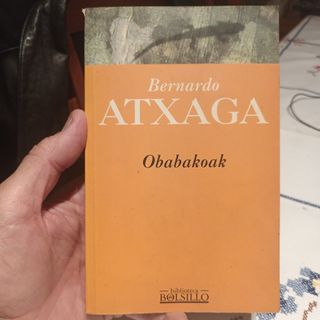 Bernardo
ATXAGA
Obabakoak
biblioteca
BOLSILLO